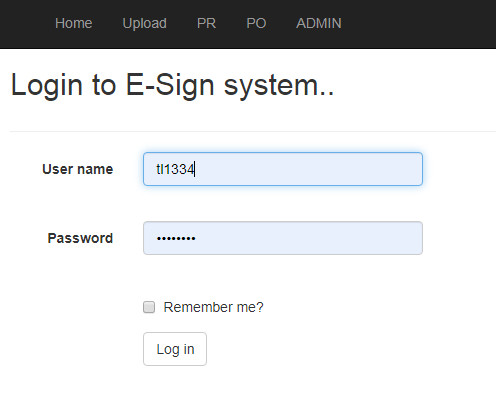 Home Upload PR PO ADMIN
Login to E-Sign system..
User name tl1334
Password ••••••••
Remember me?
Log in